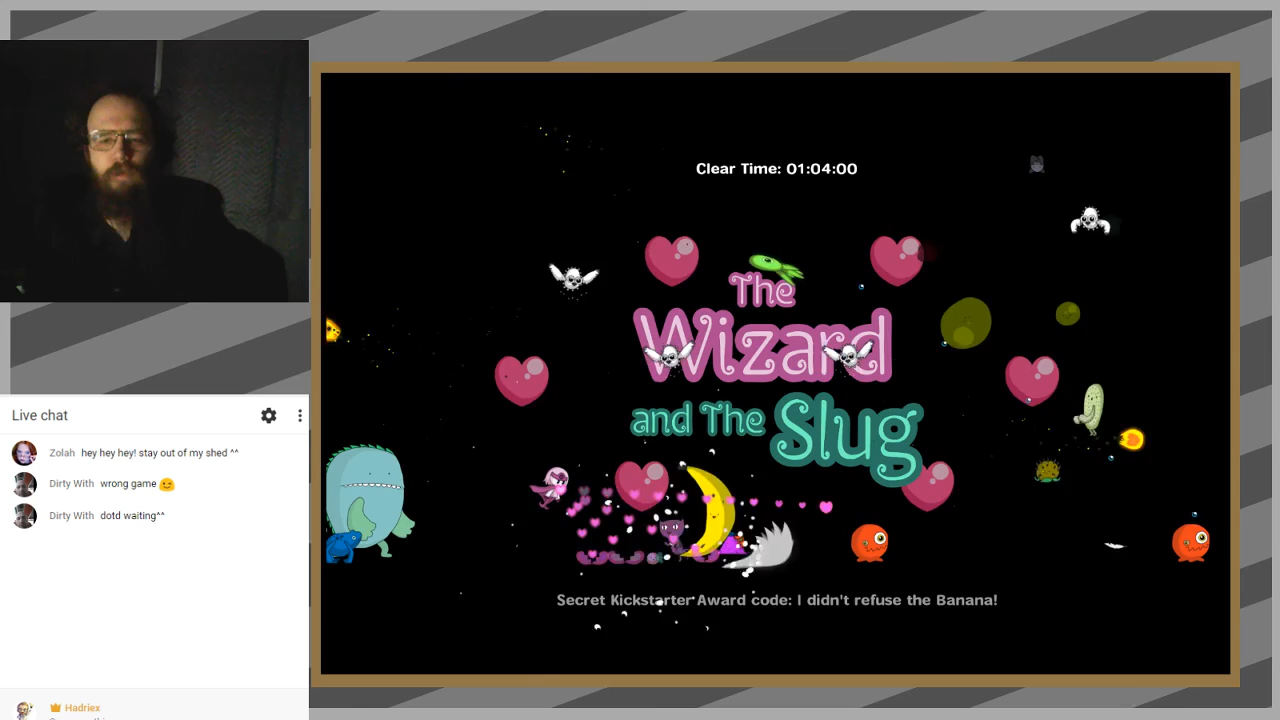 Clear Time: 01:04:00
The
Wizard
and The Slug
Secret Kickstarter Award code: I didn't refuse the Banana!
Live chat
Zolah hey hey hey! stay out of my shed ^^
Dirty With wrong game
Dirty With dotd waiting^^
Hadriex